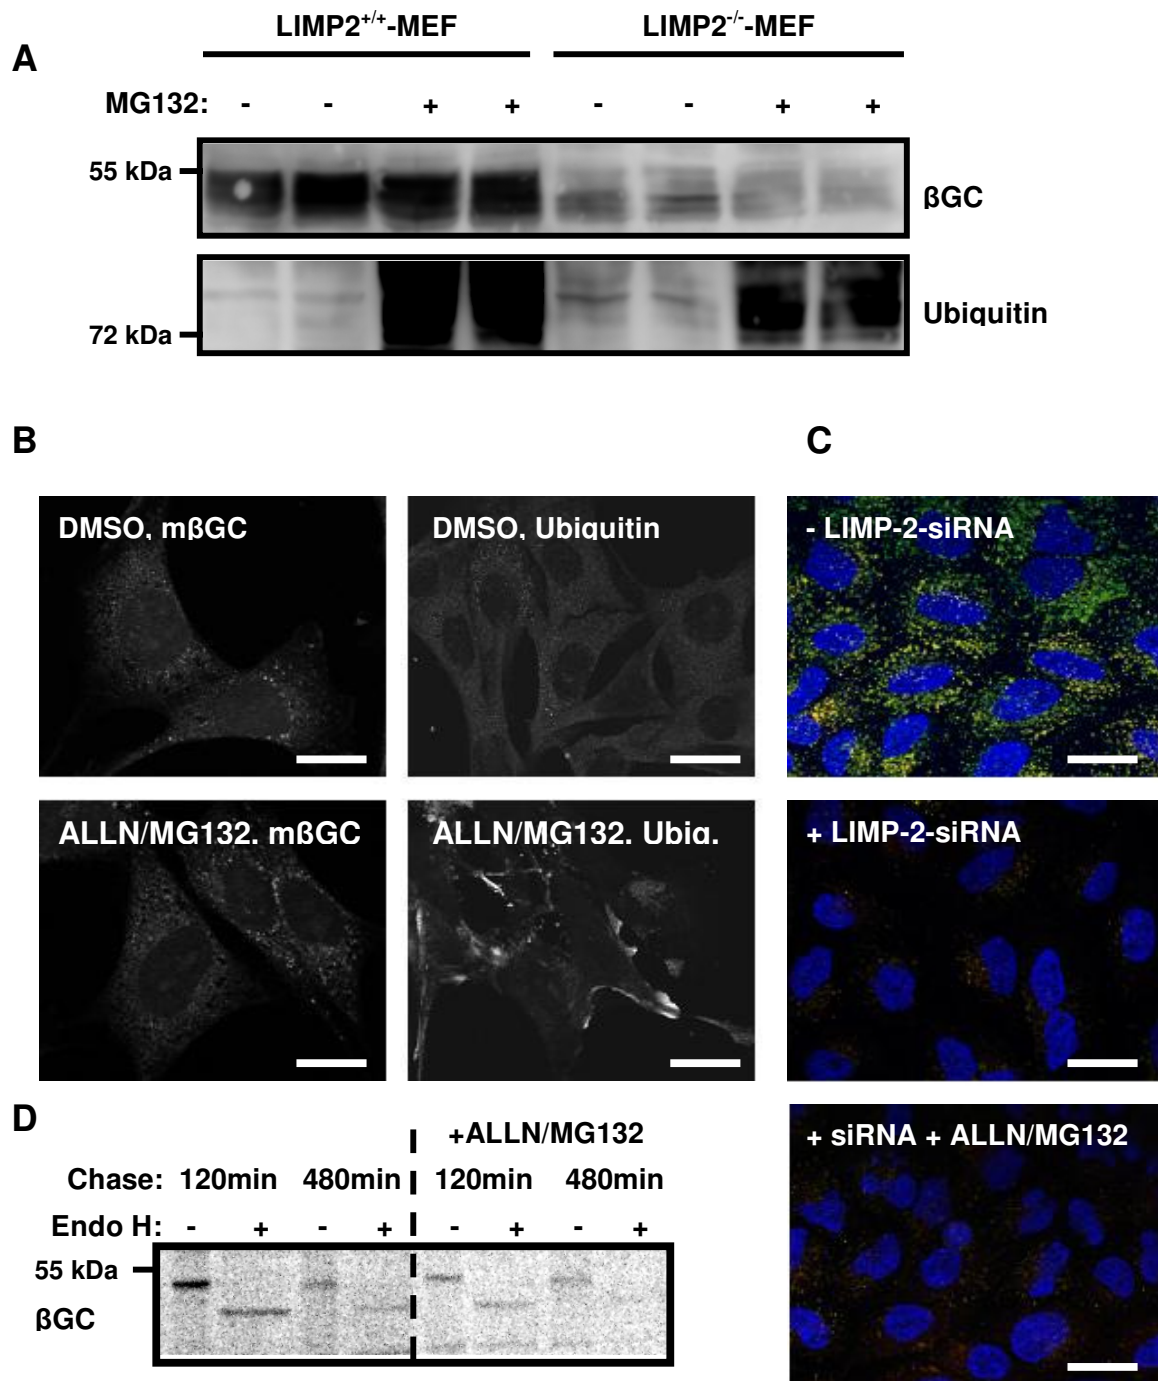 LIMP2+/+-MEF LIMP2-/--MEF
A
MG132: - - + + - - + +
55 kDa
βGC
Ubiquitin
72 kDa
B
C
DMSO, mβGC
DMSO, Ubiquitin
- LIMP-2-siRNA
ALLN/MG132. mβGC
ALLN/MG132. Ubiq.
+ LIMP-2-siRNA
D
+ALLN/MG132
+ siRNA + ALLN/MG132
Chase: 120min 480min 120min 480min
Endo H: - + - + - + - +
55 kDa
βGC